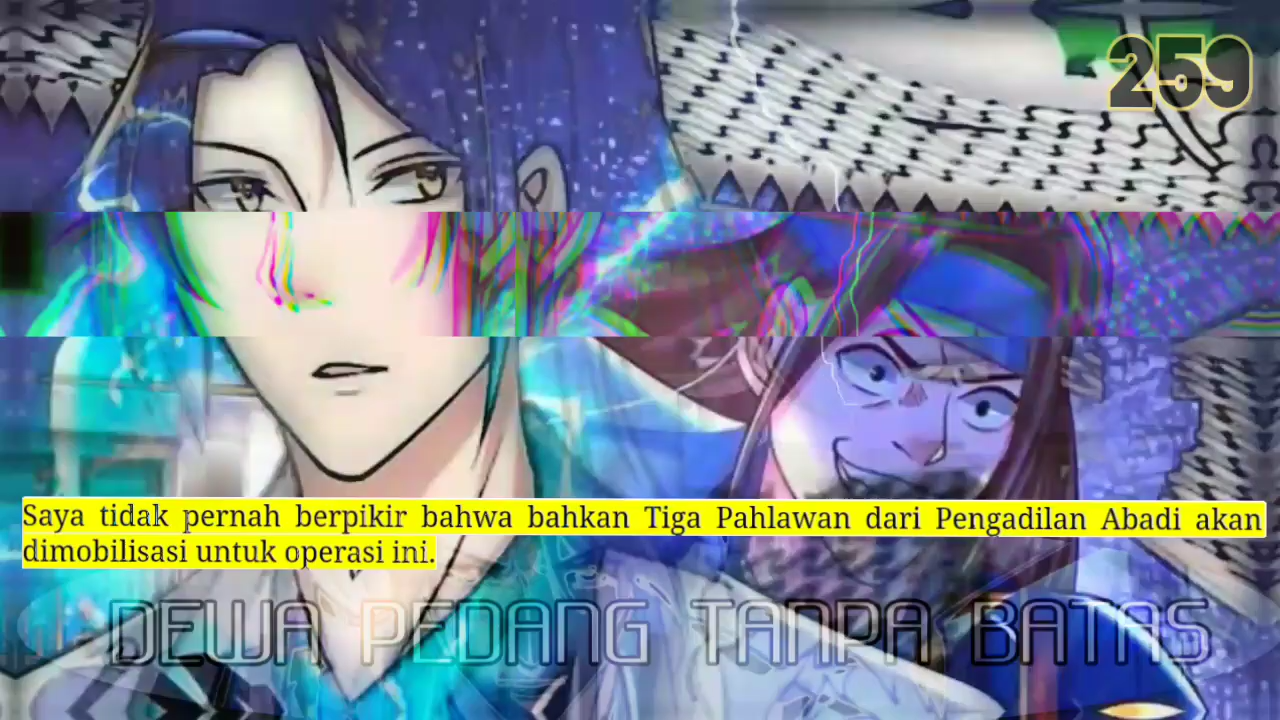 259
Saya tidak pernah berpikir bahwa bahkan Tiga Pahlawan dari Pengadilan Abadi akan
dimobilisasi untuk operasi ini.
DEWA PEDANG TANPA BATAS